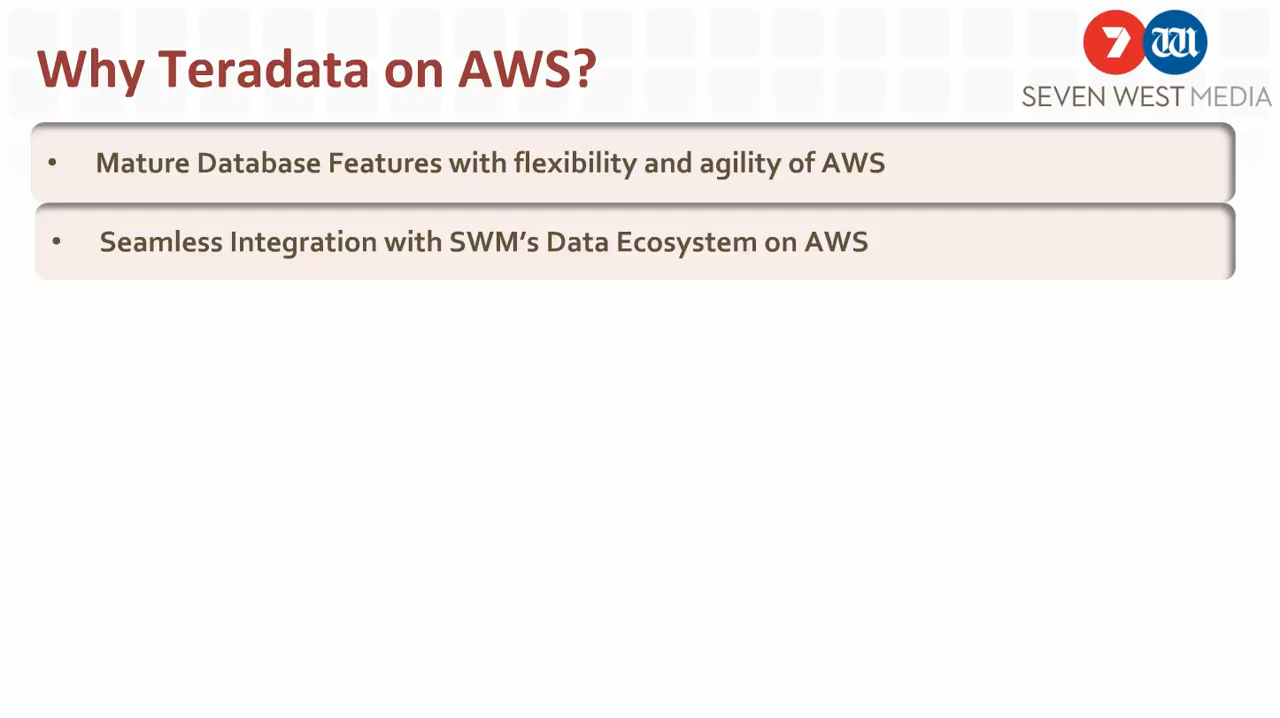 Why Teradata on AWS?
7 W
SEVEN WEST MEDIA
• Mature Database Features with flexibility and agility of AWS
• Seamless Integration with SWM’s Data Ecosystem on AWS